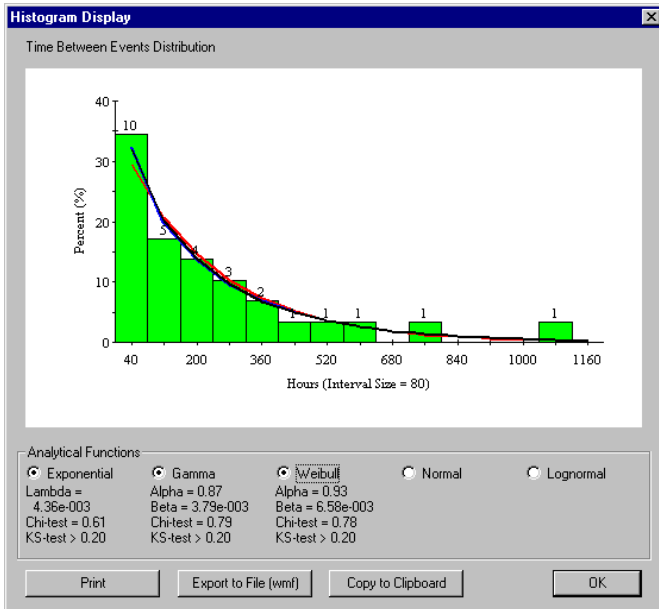 Histogram Display
Time Between Events Distribution
40
30
20
10
0
Percent (%)
10
5
4
3
2
1
1
1
1
1
40 200 360 520 680 840 1000 1160
Hours (Interval Size = 80)
Analytical Functions
Exponential Gamma Weibull Normal Lognormal
Lambda = Alpha = 0.87 Alpha = 0.93
4.36e-003 Beta = 3.79e-003 Beta = 6.58e-003
Chi-test = 0.61 Chi-test = 0.79 Chi-test = 0.78
KS-test > 0.20 KS-test > 0.20 KS-test > 0.20
Print Export to File (wmf) Copy to Clipboard OK